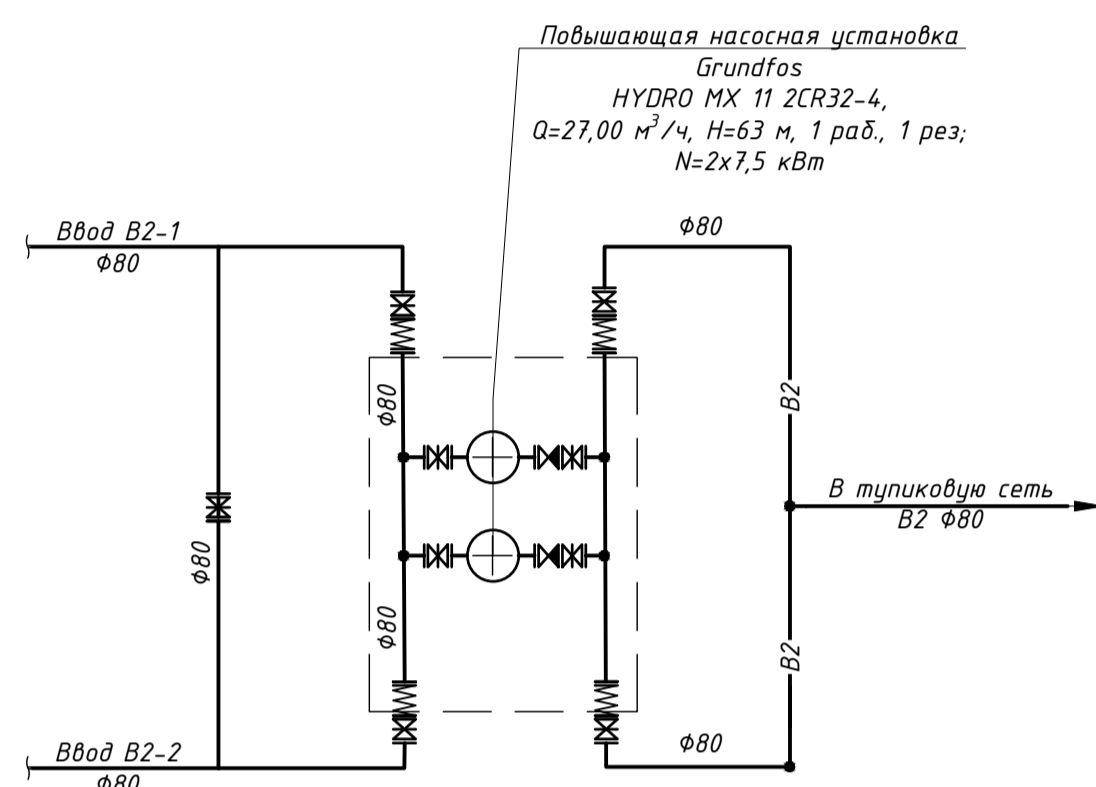 Повышающая насосная установка
Grundfos
HYDRO MX 11 2CR32-4,
Q=27,00 м³/ч, H=63 м, 1 раб., 1 рез;
N=2x7,5 кВт
Ввод В2-1
Ф80
Ф80
Ф80
В2
В тупиковую сеть
В2 Ф80
Ф80
Ф80
В2
Ввод В2-2
Ф80
Ф80